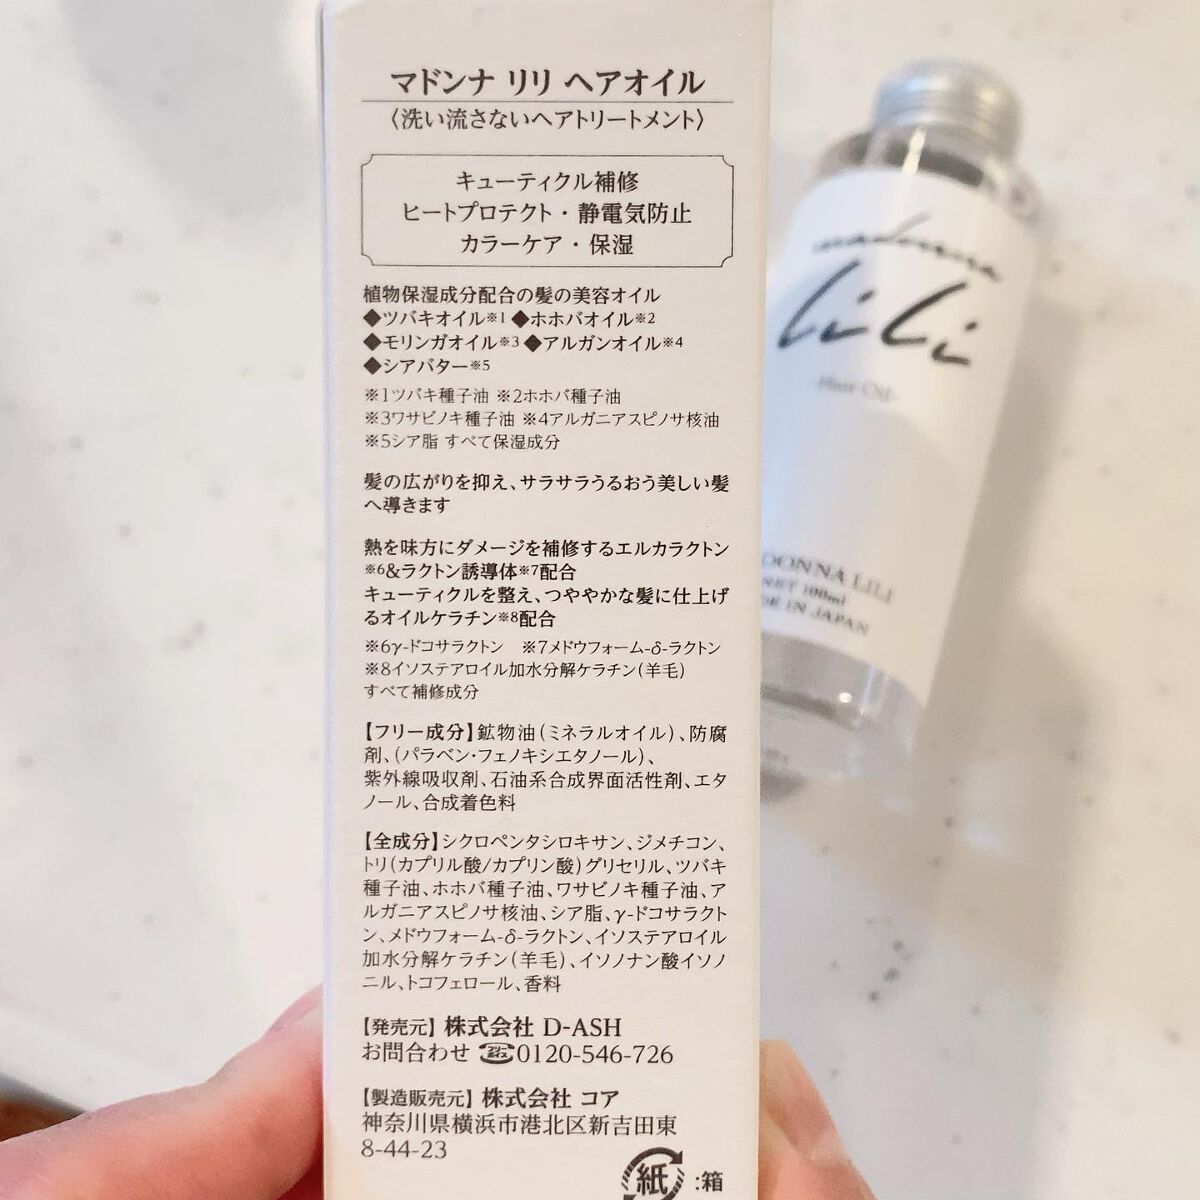 マドンナ リリ ヘアオイル
〈洗い流さないヘアトリートメント〉
キューティクル補修
ヒートプロテクト・静電気防止
カラーケア・保湿
植物保湿成分配合の髪の美容オイル
◆ツバキオイル※1 ◆ホホバオイル※2
◆モリンガオイル※3 ◆アルガンオイル※4
◆シアバター※5
※1ツバキ種子油 ※2ホホバ種子油
※3ワサビノキ種子油 ※4アルガニアスピノサ核油
※5シア脂 すべて保湿成分
髪の広がりを抑え、サラサラうるおう美しい髪
へ導きます
熱を味方にダメージを補修するエルカラクトン
※6&ラクトン誘導体※7配合
キューティクルを整え、つややかな髪に仕上げ
るオイルケラチン※8配合
※6γ-ドコサラクトン ※7メドウフォーム-δ-ラクトン
※8イソステアロイル加水分解ケラチン(羊毛)
すべて補修成分
【フリー成分】鉱物油(ミネラルオイル)、防腐
剤、(パラベン・フェノキシエタノール)、
紫外線吸収剤、石油系合成界面活性剤、エタ
ノール、合成着色料
【全成分】シクロペンタシロキサン、ジメチコン、
トリ(カプリル酸/カプリン酸)グリセリル、ツバキ
種子油、ホホバ種子油、ワサビノキ種子油、ア
ルガニアスピノサ核油、シア脂、γ-ドコサラクト
ン、メドウフォーム-δ-ラクトン、イソステアロイル
加水分解ケラチン(羊毛)、イソノナン酸イソノ
ニル、トコフェロール、香料
【発売元】株式会社 D-ASH
お問合わせ 0120-546-726
【製造販売元】株式会社 コア
神奈川県横浜市港北区新吉田東
8-44-23
紙 :箱
madonna
LiLi
-Hair Oil-
DONNA LILI
NET 100ml
DE IN JAPAN